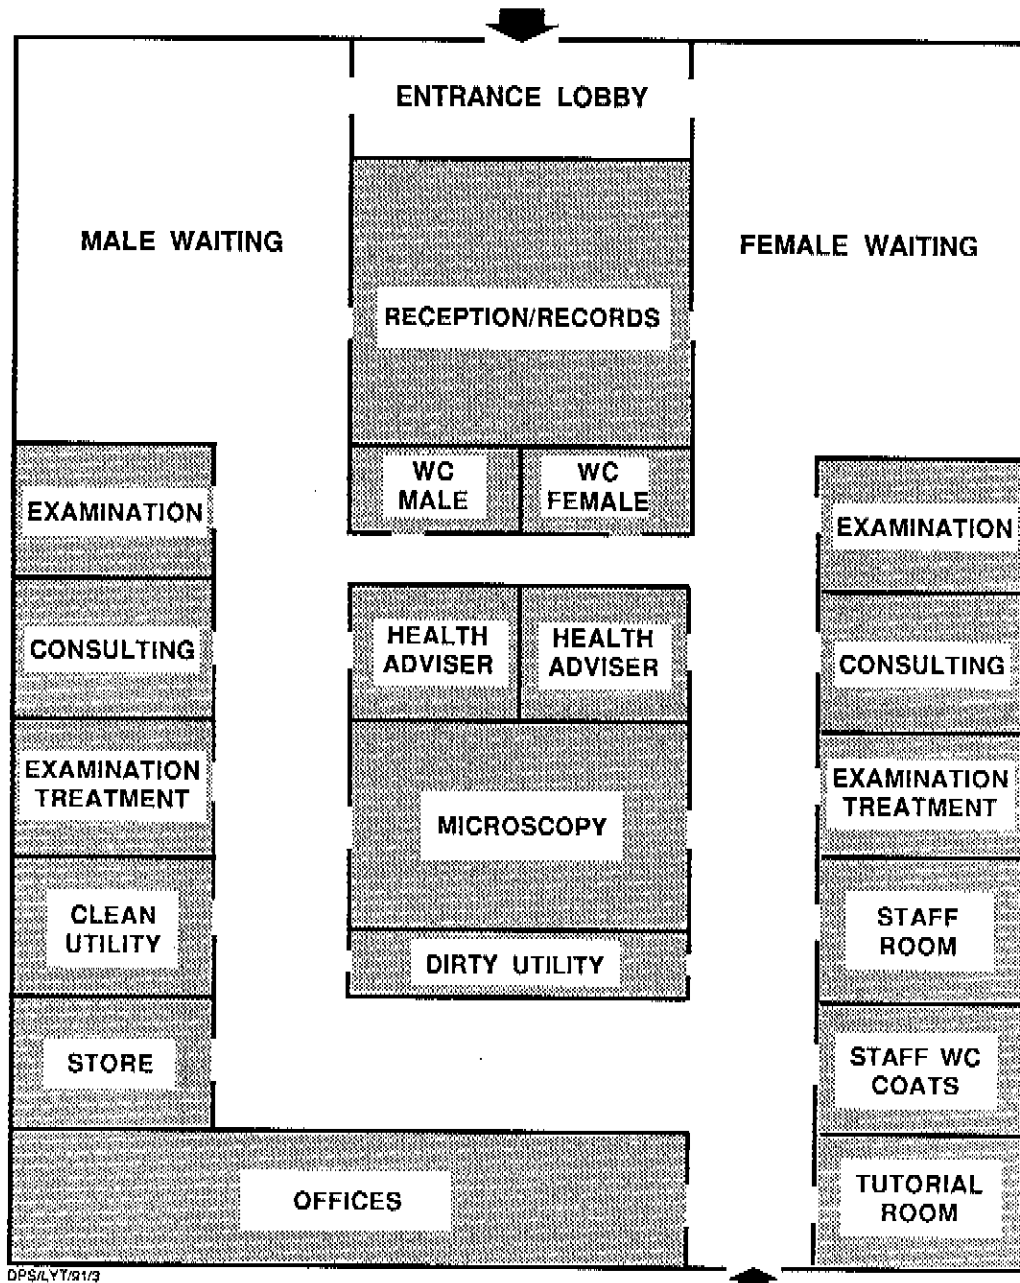 ENTRANCE LOBBY
MALE WAITING
FEMALE WAITING
RECEPTION/RECORDS
WC
MALE
WC
FEMALE
EXAMINATION
EXAMINATION
HEALTH
ADVISER
HEALTH
ADVISER
CONSULTING
CONSULTING
EXAMINATION
TREATMENT
EXAMINATION
TREATMENT
MICROSCOPY
CLEAN
UTILITY
STAFF
ROOM
DIRTY UTILITY
STORE
STAFF WC
COATS
OFFICES
TUTORIAL
ROOM
DPS/LYT/91/3